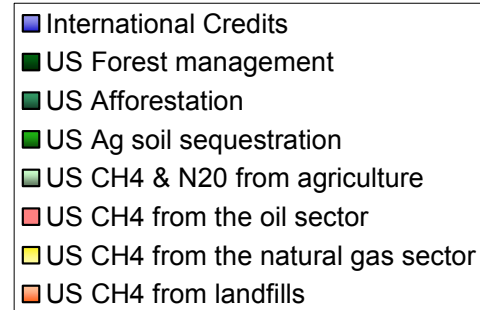 International Credits
US Forest management
US Afforestation
US Ag soil sequestration
US CH4 & N20 from agriculture
US CH4 from the oil sector
US CH4 from the natural gas sector
US CH4 from landfills